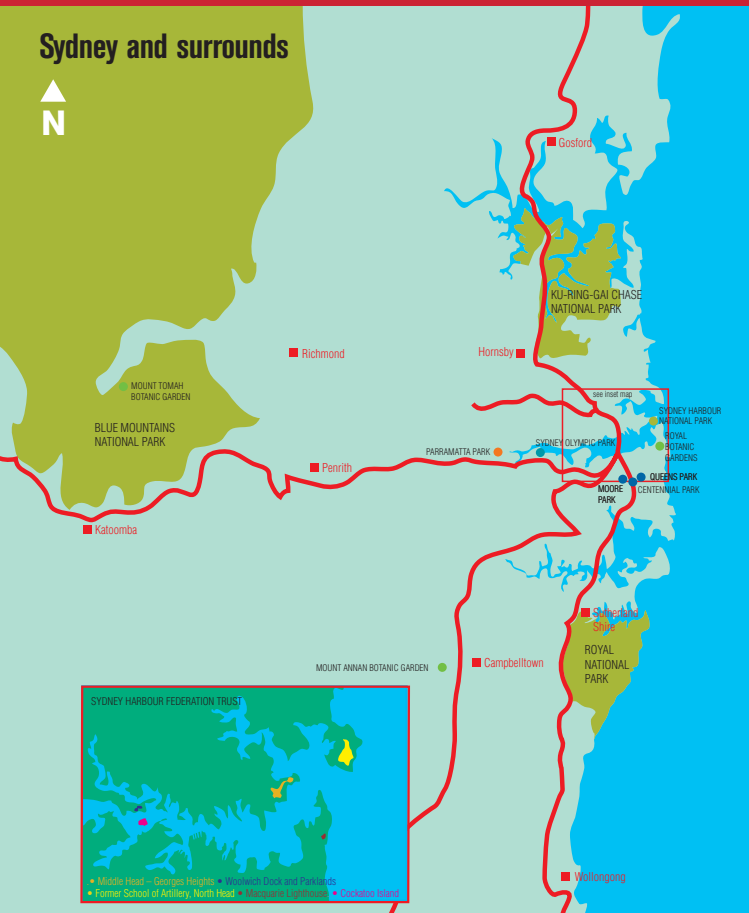 Sydney and surrounds
N
Gosford
KU-RING-GAI CHASE
NATIONAL PARK
Richmond
Hornsby
MOUNT TOMAH
BOTANIC GARDEN
see inset map
SYDNEY HARBOUR
NATIONAL PARK
BLUE MOUNTAINS
NATIONAL PARK
SYDNEY OLYMPIC PARK
ROYAL
BOTANIC
GARDENS
PARRAMATTA PARK
Penrith
QUEENS PARK
MOORE
PARK
CENTENNIAL PARK
Katoomba
Sutherland
Shire
ROYAL
NATIONAL
PARK
MOUNT ANNAN BOTANIC GARDEN
Campbelltown
SYDNEY HARBOUR FEDERATION TRUST
• Middle Head – Georges Heights • Woolwich Dock and Parklands
• Former School of Artillery, North Head • Macquarie Lighthouse • Cockatoo Island
Wollongong